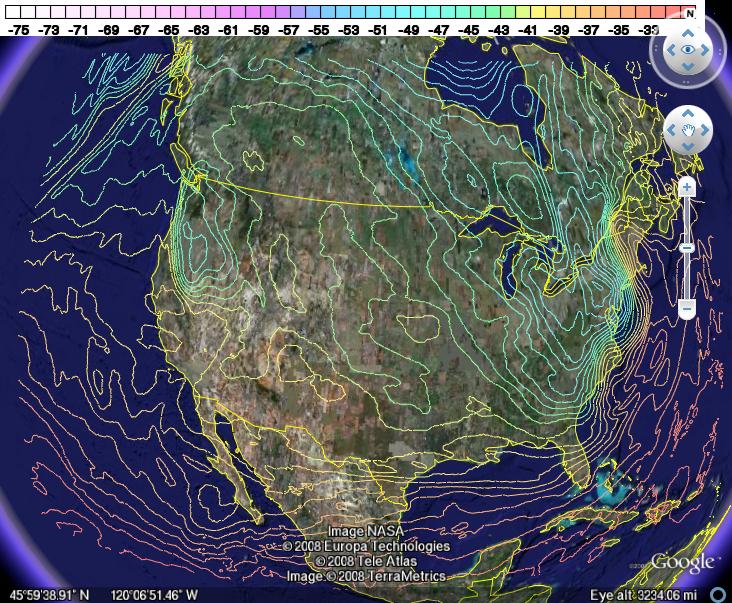 N
-75 -73 -71 -69 -67 -65 -63 -61 -59 -57 -55 -53 -51 -49 -47 -45 -43 -41 -39 -37 -35
Image NASA
© 2008 Europa Technologies
© 2008 Tele Atlas
Image © 2008 TerraMetrics
Google
45°59'38.91" N 120°06'51.46" W Eye alt 3234.06 mi